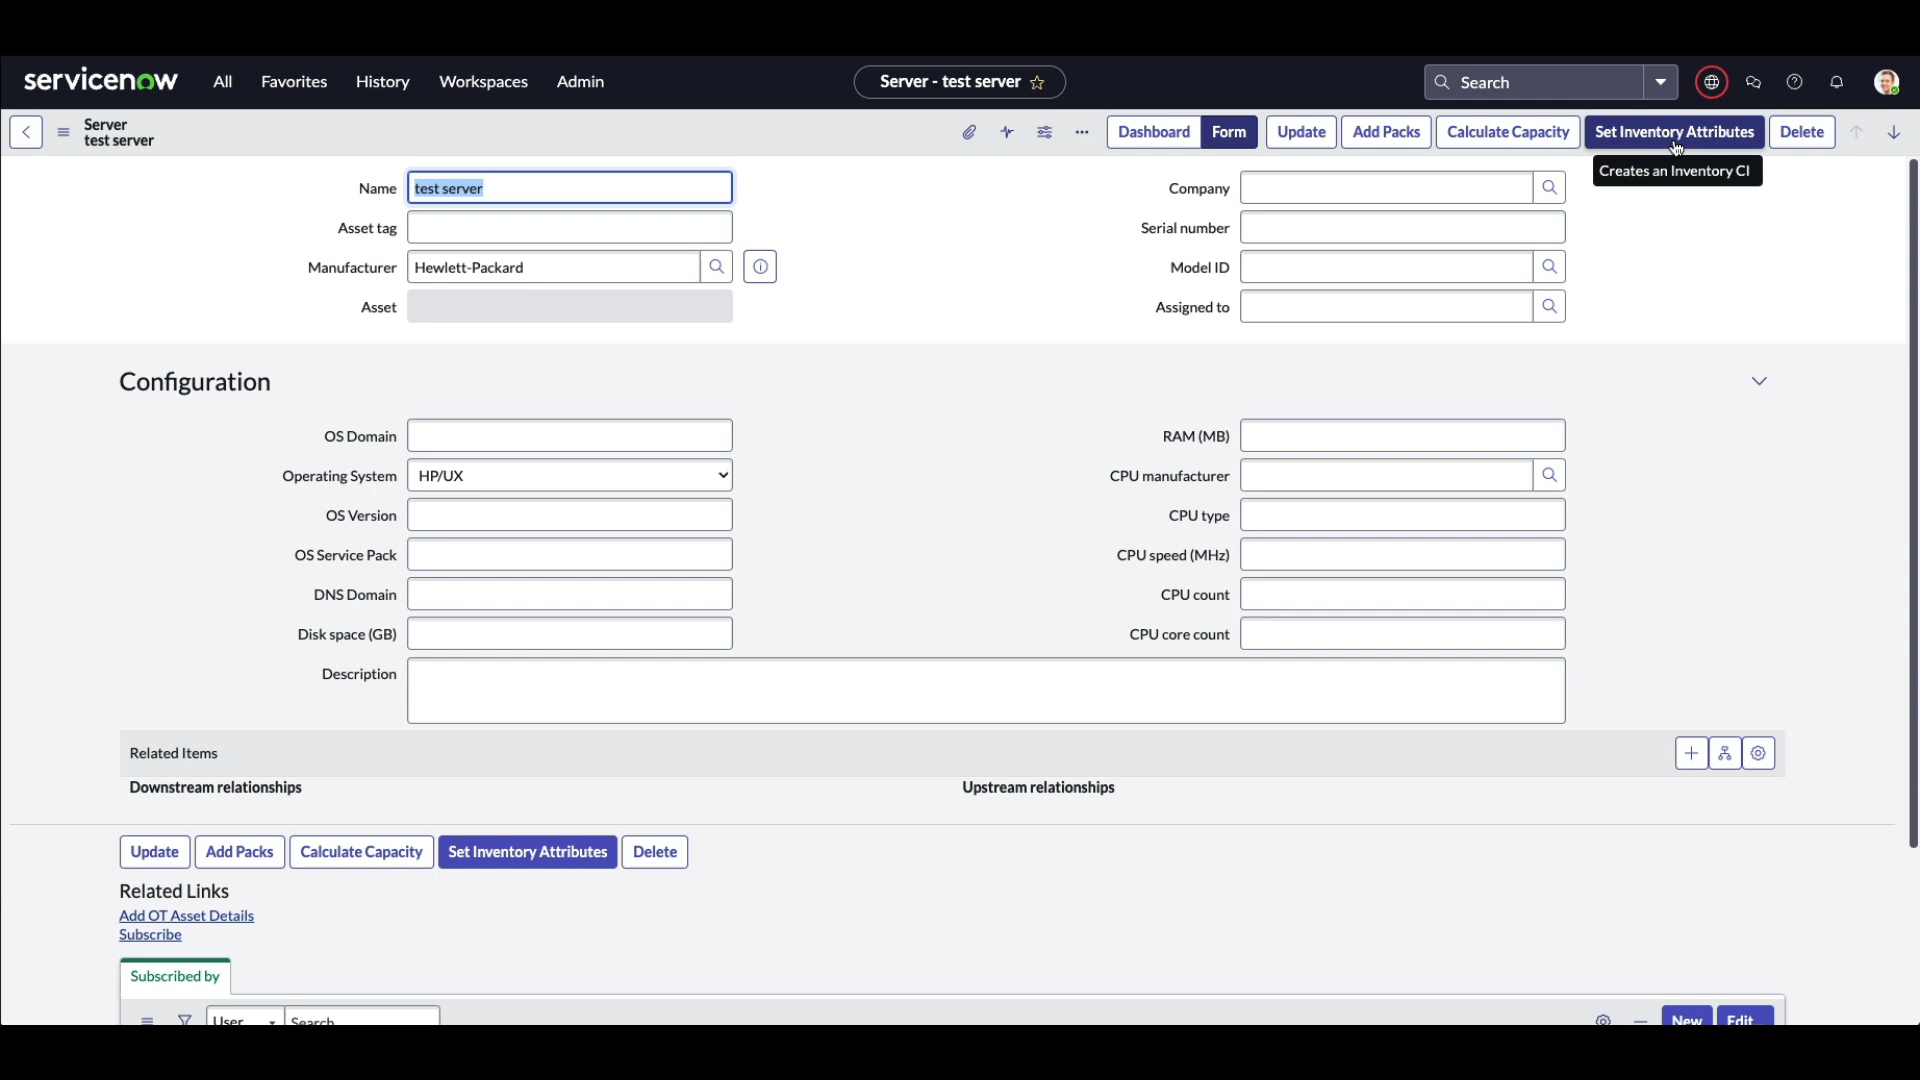 servicenow All Favorites History Workspaces Admin Server - test server Search
Server
test server
Dashboard Form Update Add Packs Calculate Capacity Set Inventory Attributes Delete
Creates an Inventory CI
Name test server Company
Asset tag Serial number
Manufacturer Hewlett-Packard Model ID
Asset Assigned to
Configuration
OS Domain RAM (MB)
Operating System HP/UX CPU manufacturer
OS Version CPU type
OS Service Pack CPU speed (MHz)
DNS Domain CPU count
Disk space (GB) CPU core count
Description
Related Items
Downstream relationships Upstream relationships
Update Add Packs Calculate Capacity Set Inventory Attributes Delete
Related Links
Add OT Asset Details
Subscribe
Subscribed by
User Search New Edit...